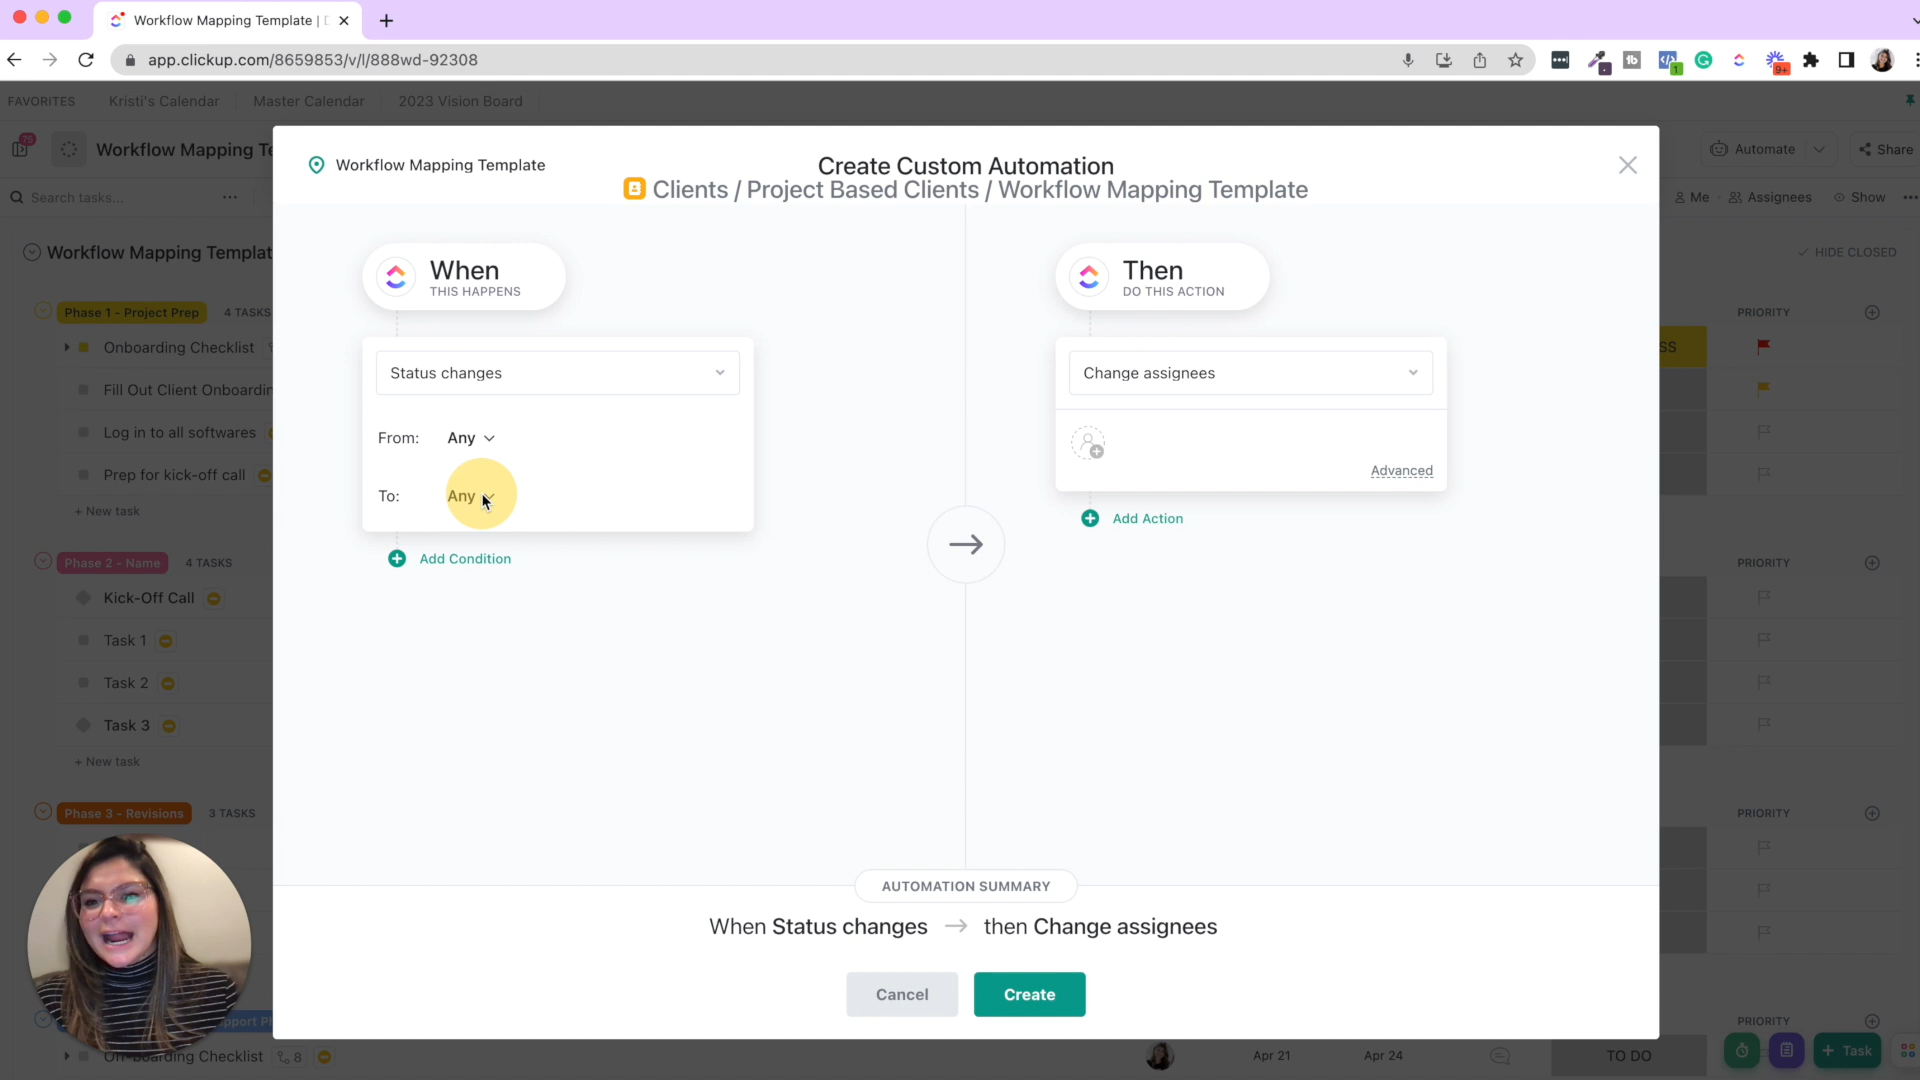 Workflow Mapping Template |
app.clickup.com/8659853/v/l/888wd-92308
1
9+
FAVORITES
Kristi's Calendar
Master Calendar
2023 Vision Board
75
Workflow Mapping Te
Automate
Share
Search tasks...
Me
Assignees
Show
Workflow Mapping Template
Create Custom Automation
Clients / Project Based Clients / Workflow Mapping Template
Workflow Mapping Templat
HIDE CLOSED
When
THIS HAPPENS
Then
DO THIS ACTION
Phase 1 - Project Prep
4 TASKS
PRIORITY
Onboarding Checklist
SS
Fill Out Client Onboardin
Log in to all softwares
Prep for kick-off call
+ New task
Status changes
From: Any
To: Any
Add Condition
Change assignees
Advanced
Add Action
Phase 2 - Name
4 TASKS
PRIORITY
Kick-Off Call
Task 1
Task 2
Task 3
+ New task
Phase 3 - Revisions
3 TASKS
PRIORITY
AUTOMATION SUMMARY
When Status changes → then Change assignees
Cancel
Create
pport Ph
PRIORITY
Off-boarding Checklist
8
Apr 21
Apr 24
TO DO
+ Task